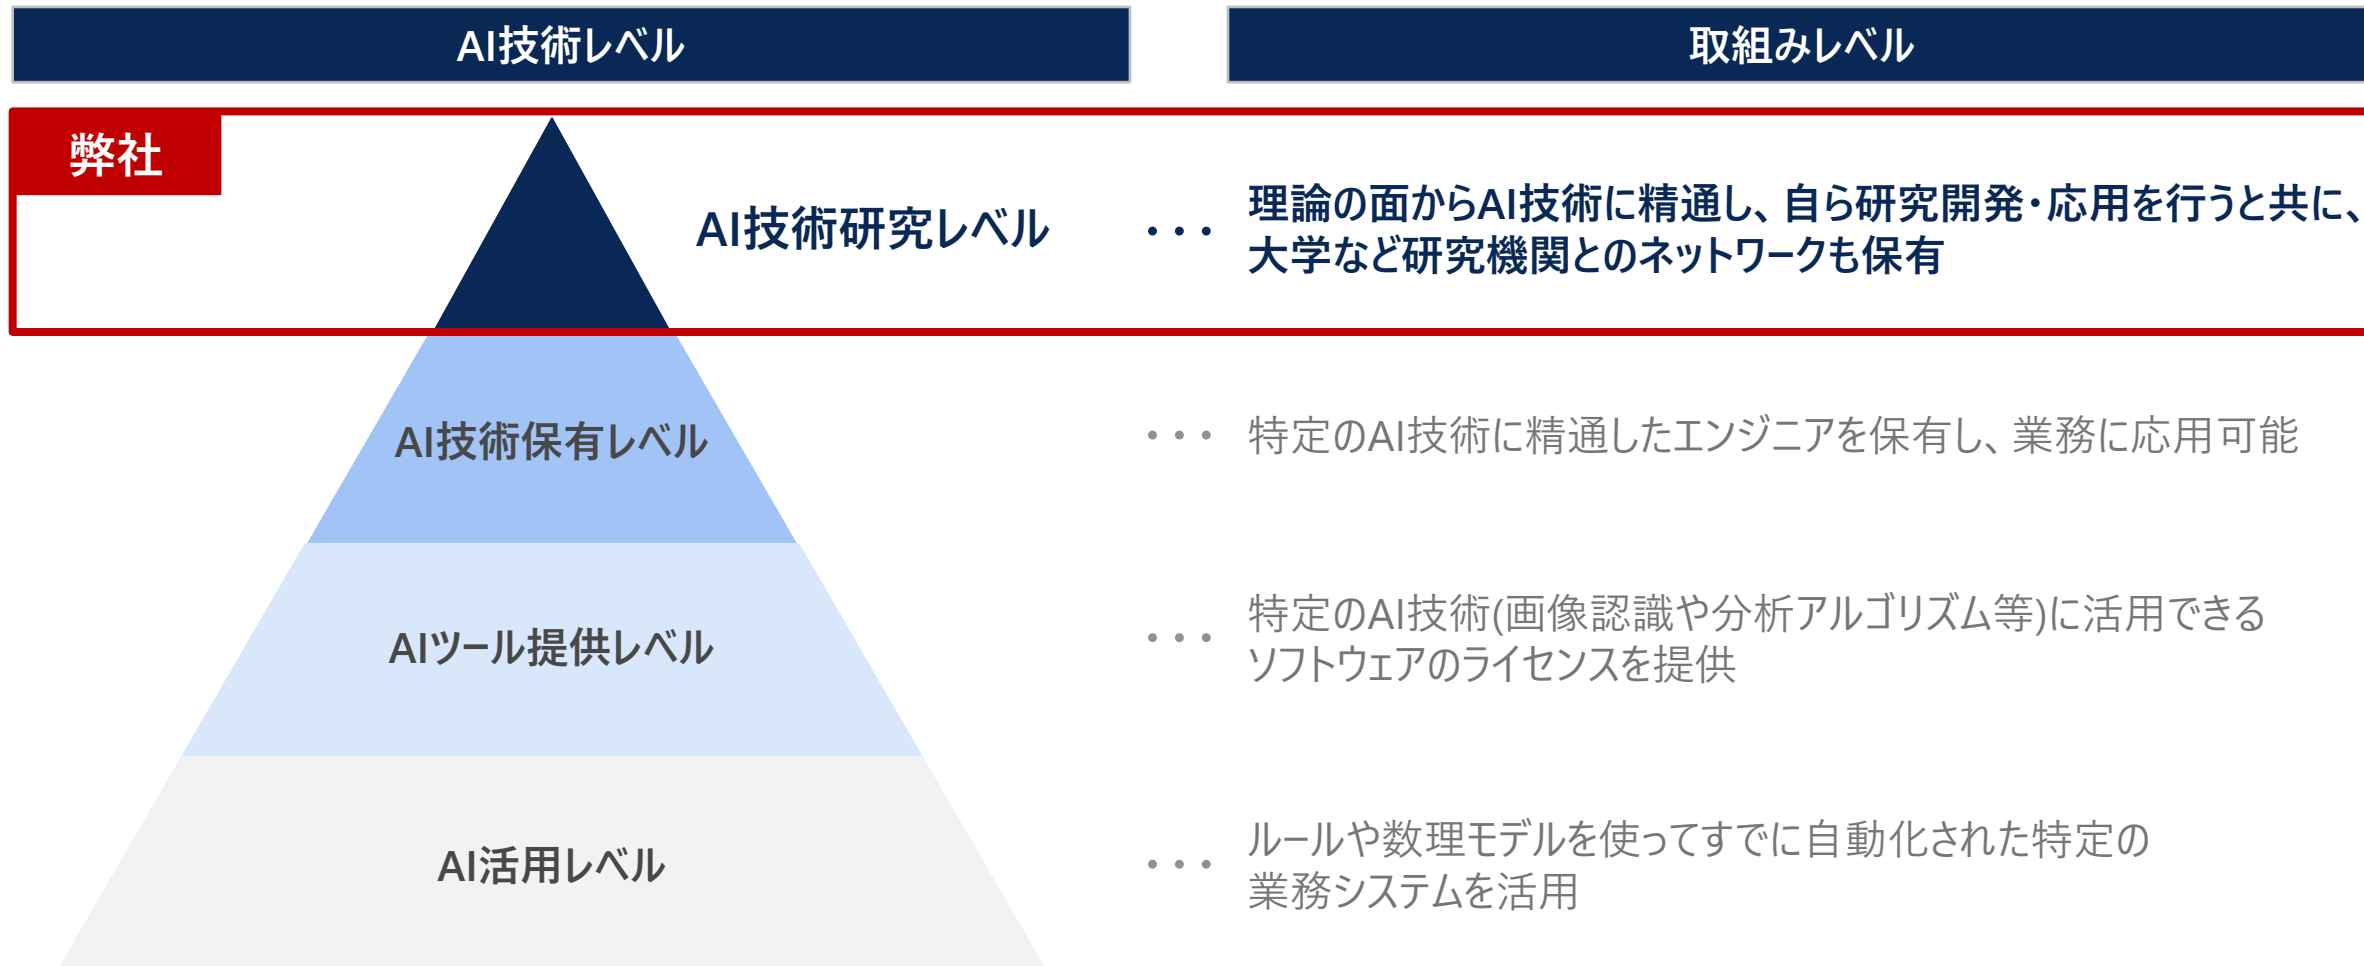 AI技術レベル
取組みレベル
弊社
AI技術研究レベル
・・・
理論の面からAI技術に精通し、自ら研究開発・応用を行うと共に、
大学など研究機関とのネットワークも保有
AI技術保有レベル
・・・
特定のAI技術に精通したエンジニアを保有し、業務に応用可能
AIツール提供レベル
・・・
特定のAI技術(画像認識や分析アルゴリズム等)に活用できる
ソフトウェアのライセンスを提供
AI活用レベル
・・・
ルールや数理モデルを使ってすでに自動化された特定の
業務システムを活用